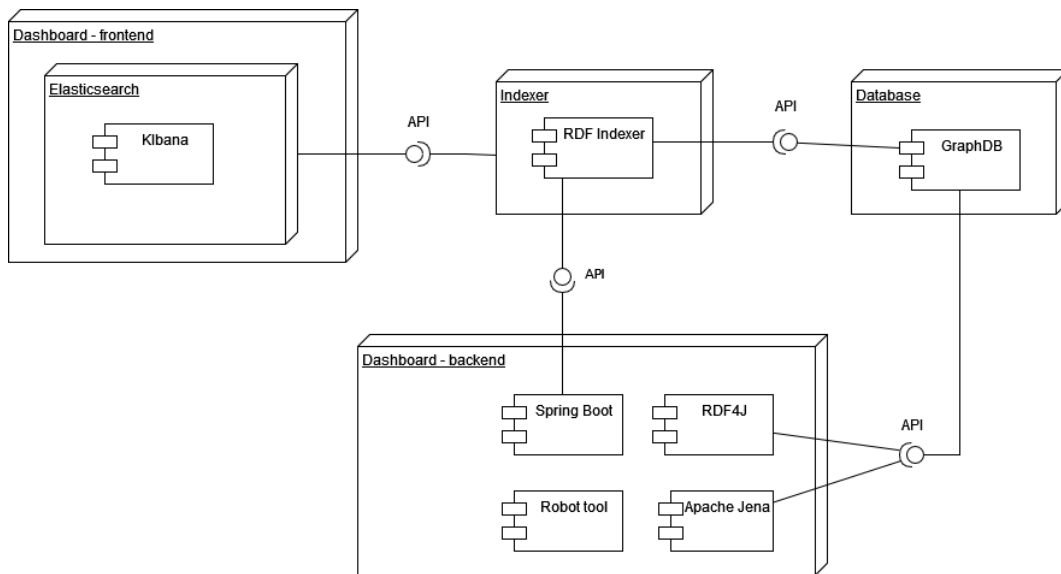 Dashboard - frontend
Elasticsearch
KIbana
API
Indexer
RDF Indexer
API
Database
GraphDB
API
Dashboard - backend
Spring Boot
RDF4J
API
Robot tool
Apache Jena